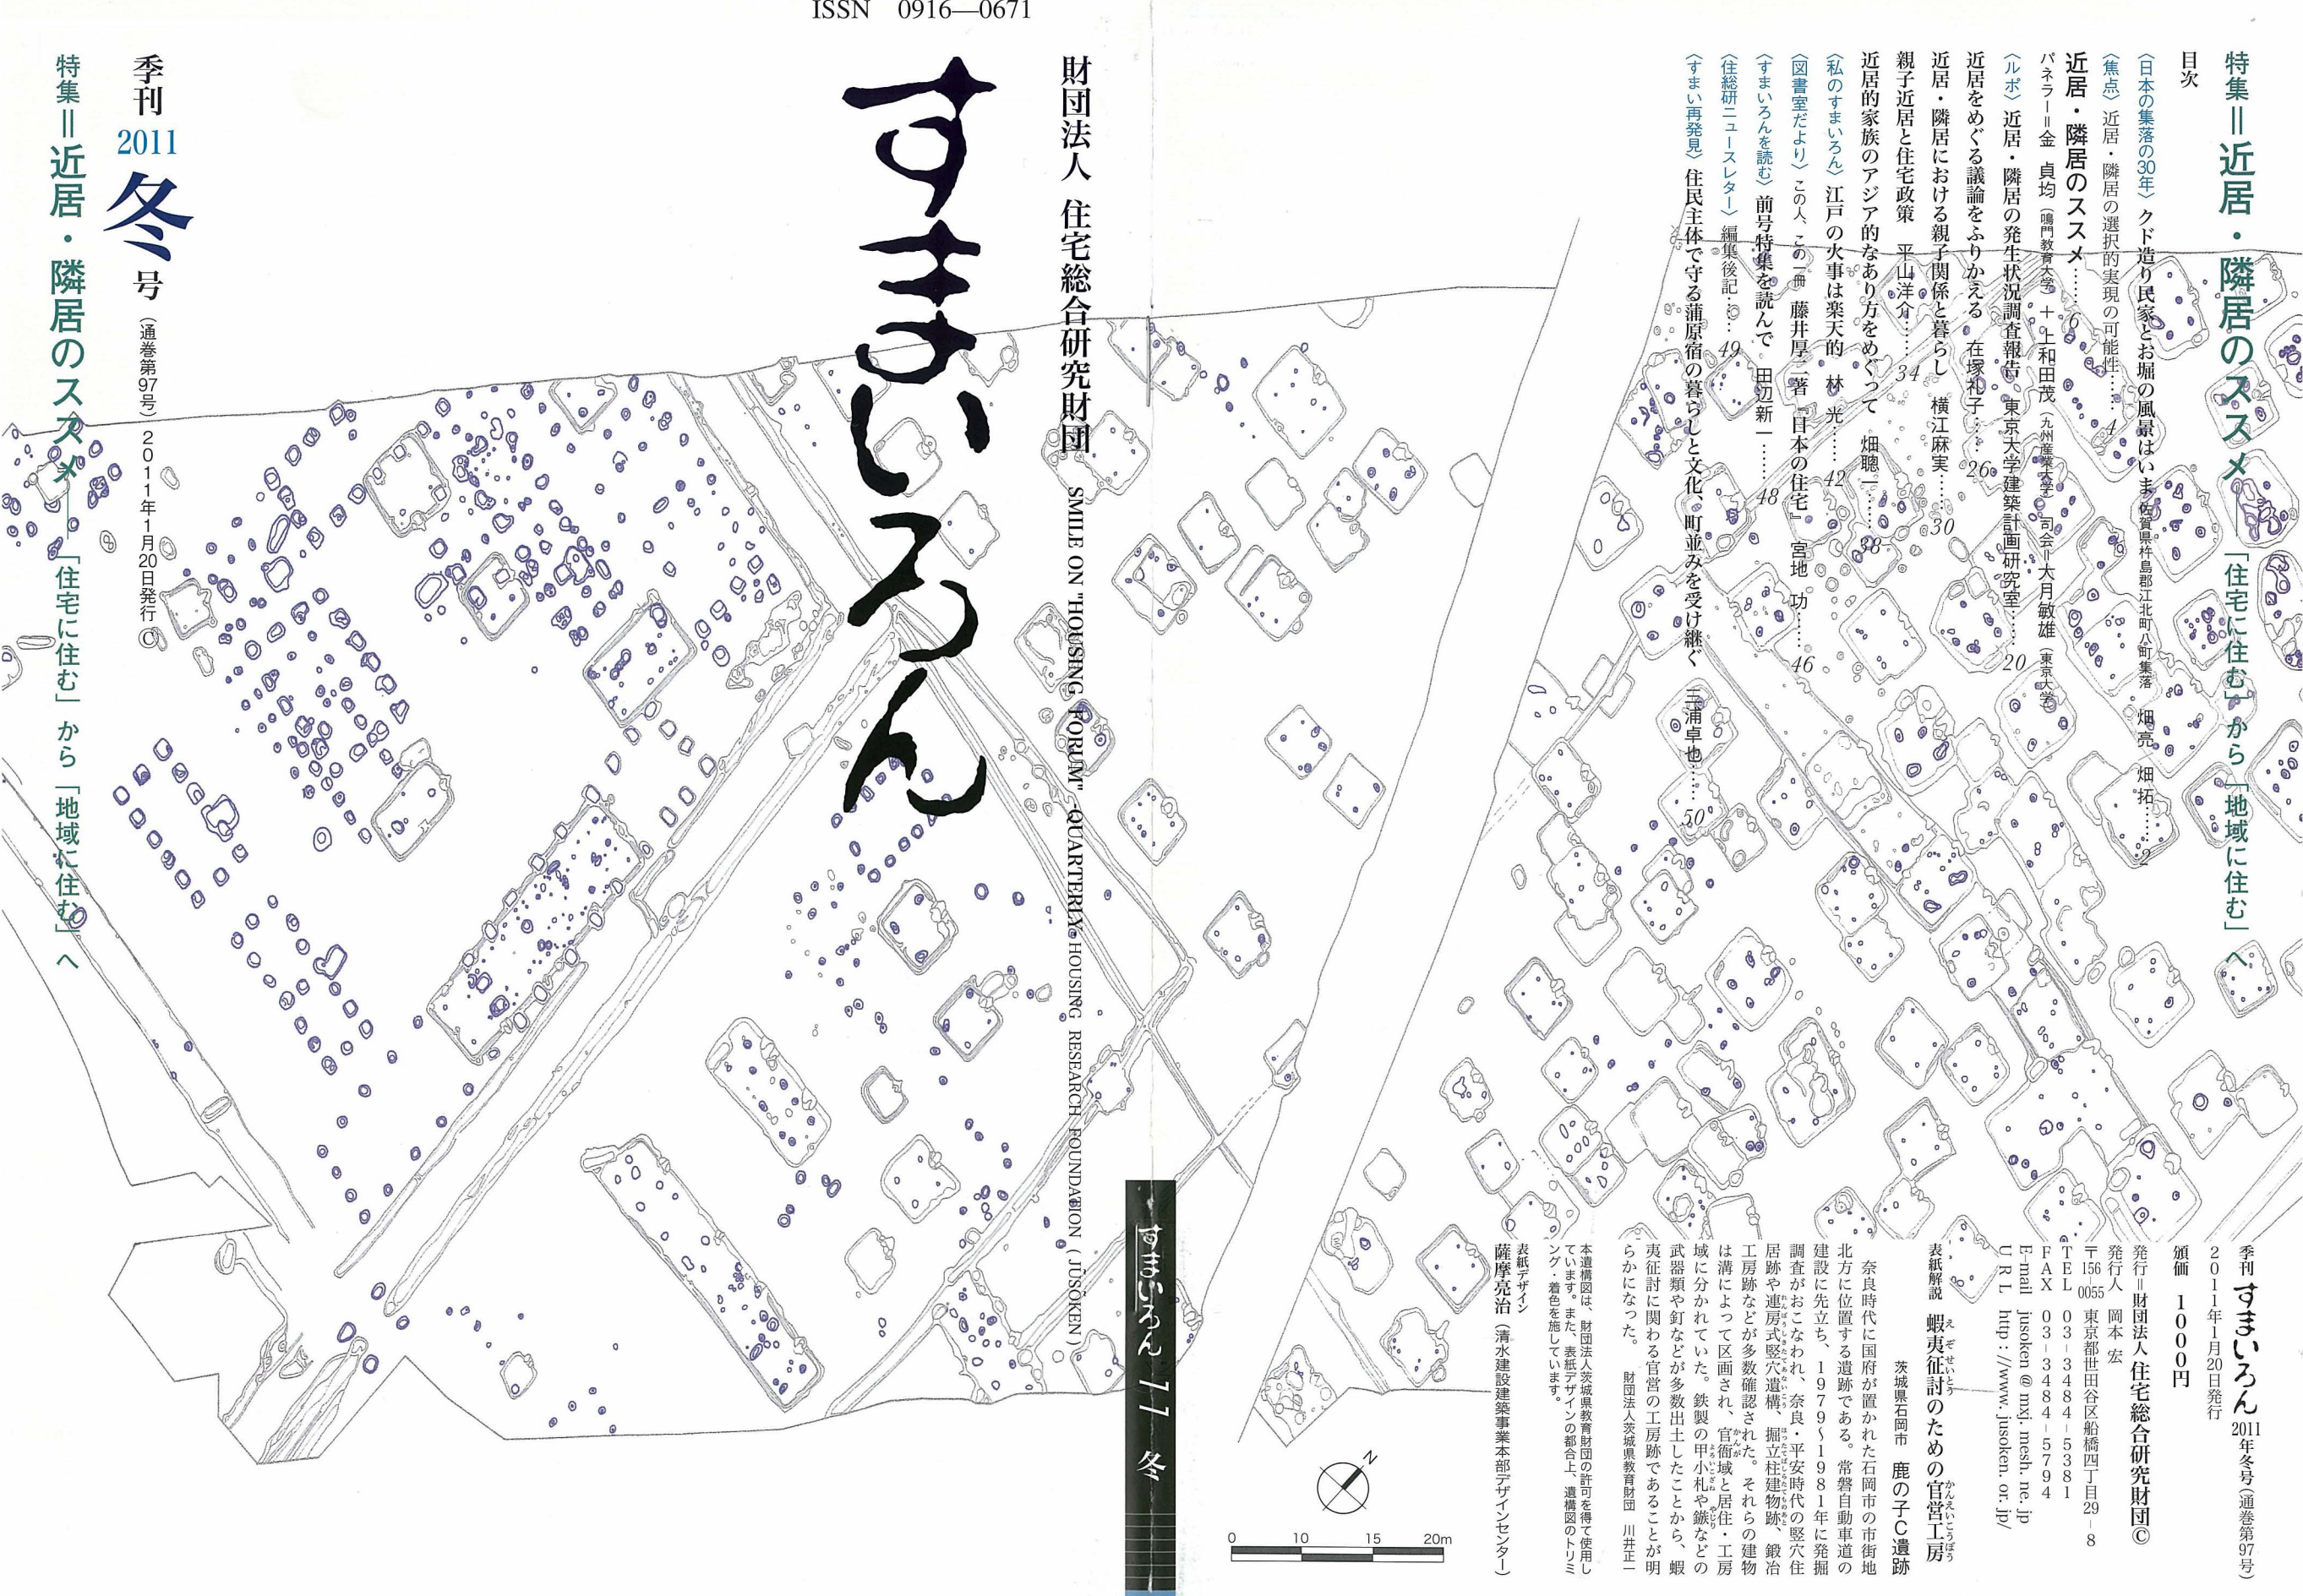 ISSN 0916—0671
財団法人 住宅総合研究財団 SMILE ON "HOUSING FORUM" -QUARTERLY- HOUSING RESEARCH FOUNDATION ( JŪSŌKEN )
すまいろん
季刊 2011 冬 号 (通巻第97号) 2011年1月20日発行 ©
特集=近居・隣居のススメ——「住宅に住む」から「地域に住む」へ
すまいろん 11 冬
特集=近居・隣居のススメ——「住宅に住む」から「地域に住む」へ
目次
〈日本の集落の30年〉クド造り民家とお堀の風景はいま 佐賀県杵島郡江北町八町集落 畑亮 畑 拓……2
〈焦点〉近居・隣居の選択的実現の可能性……4
近居・隣居のススメ……6
パネラー=金 貞均(鳴門教育大学) + 上和田茂(九州産業大学) 司会=大月敏雄(東京大学)
〈ルポ〉近居・隣居の発生状況調査報告 東京大学建築計画研究室……20
近居をめぐる議論をふりかえる 在塚礼子……26
近居・隣居における親子関係と暮らし 横江麻実……30
親子近居と住宅政策 平山洋介……34
近居的家族のアジア的なあり方をめぐって 畑聰一……38
〈私のすまいろん〉江戸の火事は楽天的 林 光……42
〈図書室だより〉この人、この一冊 藤井厚二著『日本の住宅』 宮地 功……46
〈すまいろんを読む〉前号特集を読んで 田辺新一……48
〈住総研ニュースレター〉編集後記……49
〈すまい再発見〉住民主体で守る蒲原宿の暮らしと文化、町並みを受け継ぐ 三浦卓也……50
季刊 すまいろん 2011年冬号(通巻第97号)
2011年1月20日発行
頒価 1000円
発行=財団法人 住宅総合研究財団©
発行人 岡本 宏
〒156-0055 東京都世田谷区船橋四丁目29-8
TEL 03-3484-5381
FAX 03-3484-5794
E-mail jusoken @ mxj. mesh. ne. jp
URL http : //www. jusoken. or. jp/
表紙解説 蝦夷征討のための官営工房
茨城県石岡市 鹿の子C遺跡
奈良時代に国府が置かれた石岡市の市街地
北方に位置する遺跡である。常磐自動車道の
建設に先立ち、1979〜1981年に発掘
調査がおこなわれ、奈良・平安時代の竪穴住
居跡や連房式竪穴遺構、掘立柱建物跡、鍛冶
工房跡などが多数確認された。それらの建物
は溝によって区画され、官衙域と居住・工房
域に分かれていた。鉄製の甲小札や鏃などの
武器類や釘などが多数出土したことから、蝦
夷征討に関わる官営の工房跡であることが明
らかになった。 財団法人茨城県教育財団 川井正一
本遺構図は、財団法人茨城県教育財団の許可を得て使用し
ています。また、表紙デザインの都合上、遺構図のトリミ
ング・着色を施しています。
表紙デザイン
薩摩亮治(清水建設建築事業本部デザインセンター)
N
0 10 15 20m